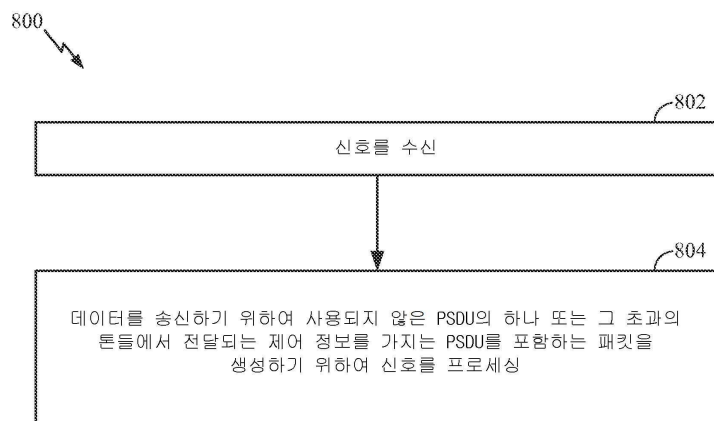 800
802
신호를 수신
804
데이터를 송신하기 위하여 사용되지 않은 PSDU의 하나 또는 그 초과의
톤들에서 전달되는 제어 정보를 가지는 PSDU를 포함하는 패킷을
생성하기 위하여 신호를 프로세싱